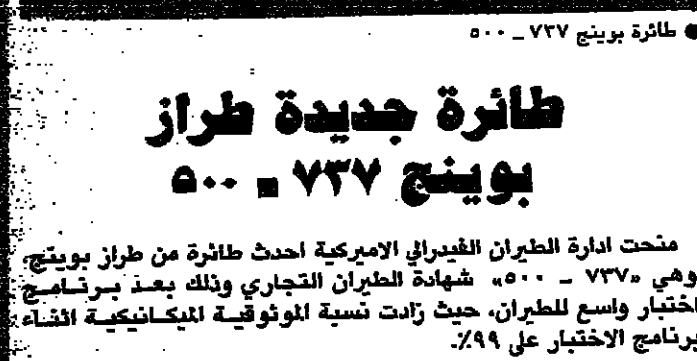 ● طائرة بوينج ٧٣٧ _ ٥٠٠
طائرة جديدة طراز
بوينج ٧٣٧ _ ٥٠٠
منحت ادارة الطيران الفيدرالي الاميركية احدث طائرة من طراز بوينج،
وهي «٧٣٧ _ ٥٠٠» شهادة الطيران التجاري وذلك بعد برنامج
اختبار واسع للطيران، حيث زادت نسبة الموثوقية الميكانيكية اثناء
برنامج الاختبار على ٩٩٪.